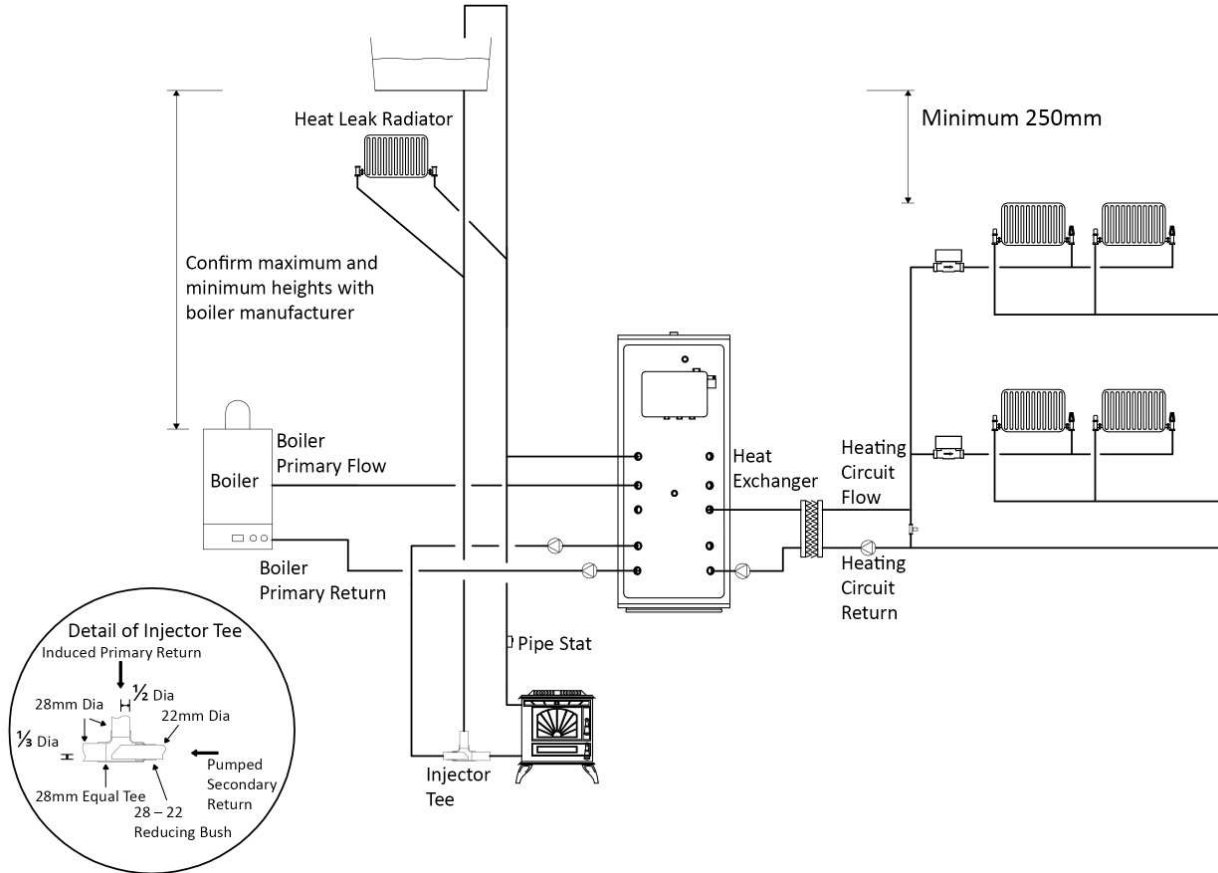 Heat Leak Radiator
Minimum 250mm
Confirm maximum and
minimum heights with
boiler manufacturer
Boiler
Primary Flow
Boiler
Heat
Exchanger
Heating
Circuit
Flow
Boiler
Primary Return
Heating
Circuit
Return
Pipe Stat
Injector
Tee
Detail of Injector Tee
Induced Primary Return
½ Dia
28mm Dia
22mm Dia
⅓ Dia
Pumped
Secondary
Return
28mm Equal Tee
28 – 22
Reducing Bush